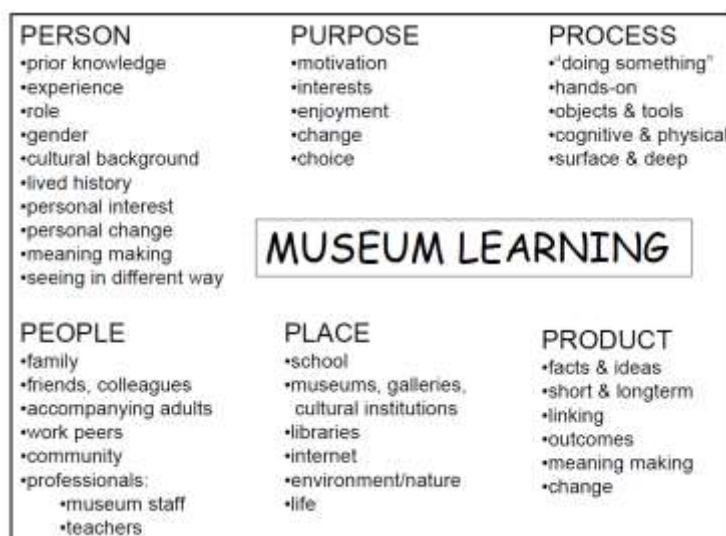 PERSON
•prior knowledge
•experience
•role
•gender
•cultural background
•lived history
•personal interest
•personal change
•meaning making
•seeing in different way
PURPOSE
•motivation
•interests
•enjoyment
•change
•choice
PROCESS
•"doing something"
•hands-on
•objects & tools
•cognitive & physical
•surface & deep
MUSEUM LEARNING
PEOPLE
•family
•friends, colleagues
•accompanying adults
•work peers
•community
•professionals:
•museum staff
•teachers
PLACE
•school
•museums, galleries,
cultural institutions
•libraries
•internet
•environment/nature
•life
PRODUCT
•facts & ideas
•short & longterm
•linking
•outcomes
•meaning making
•change